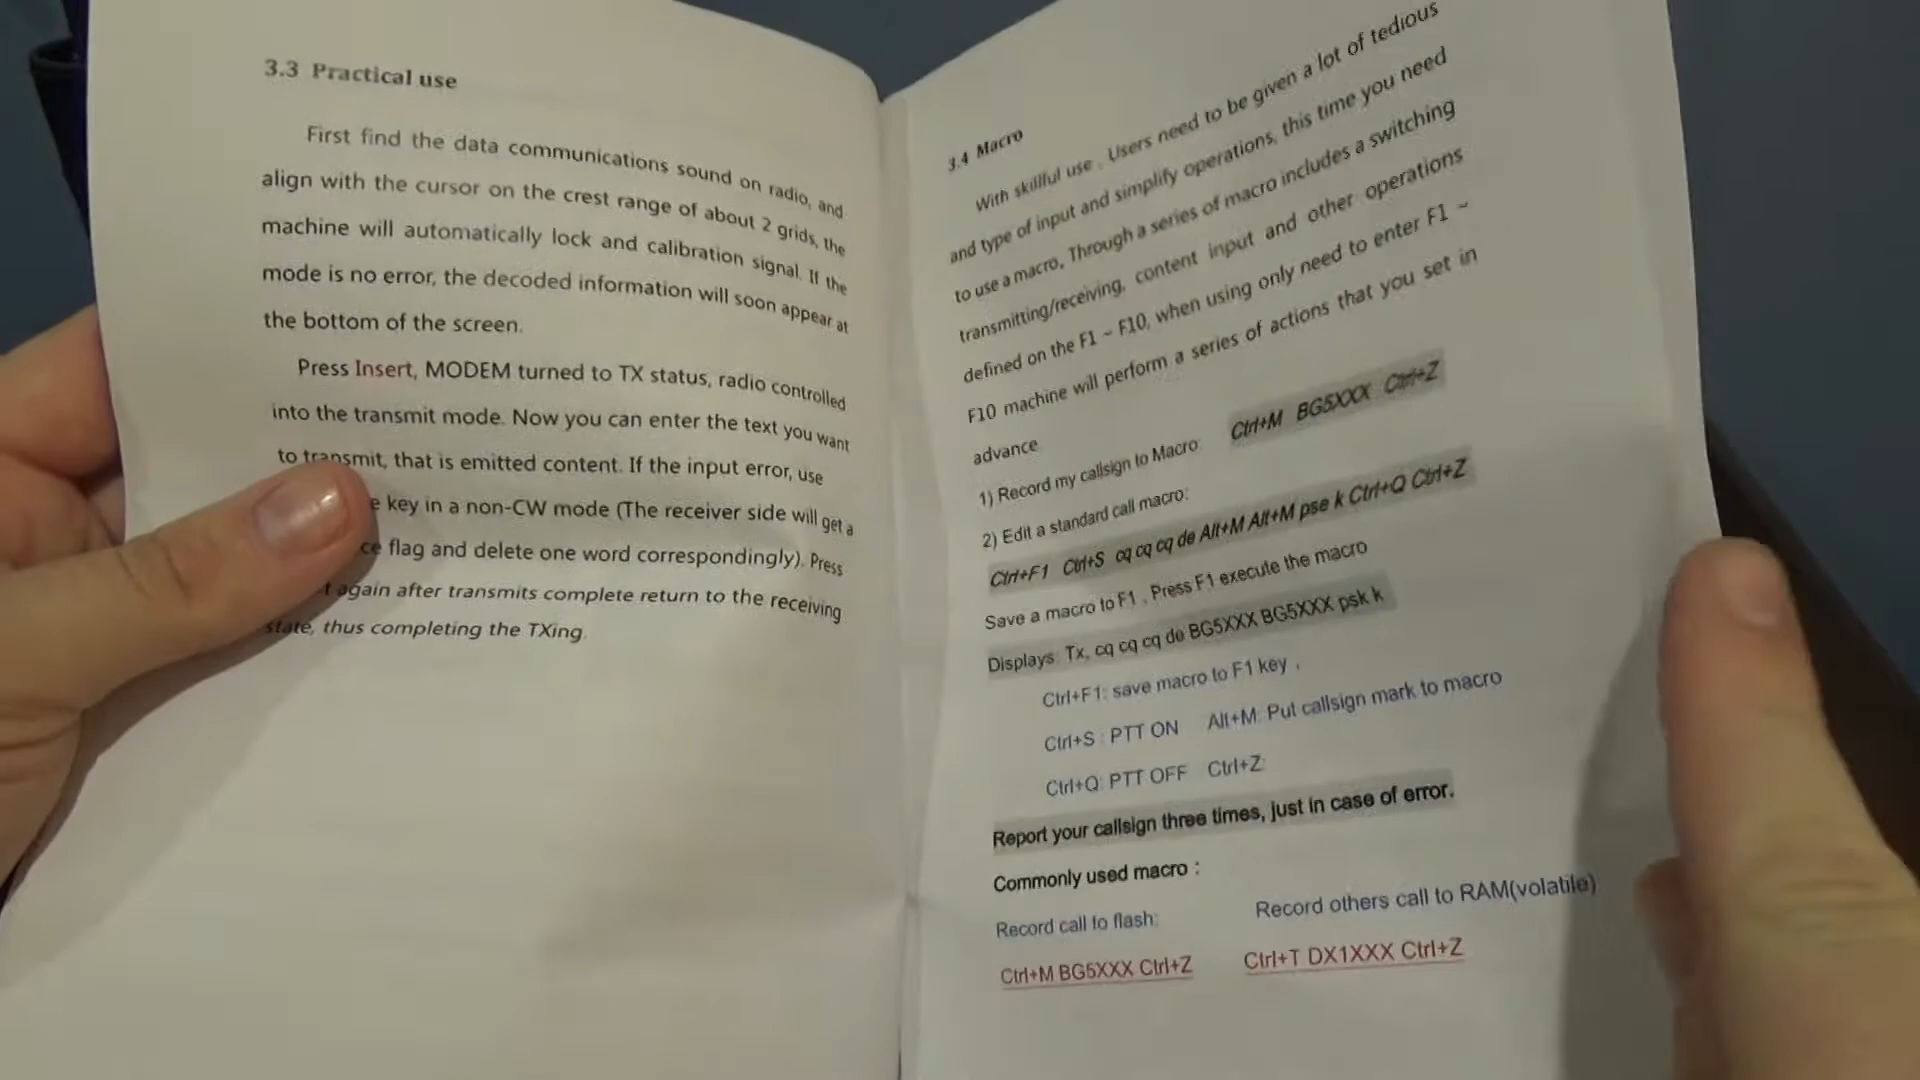 3.3 Practical use
First find the data communications sound on radio, and
align with the cursor on the crest range of about 2 grids, the
machine will automatically lock and calibration signal. If the
mode is no error, the decoded information will soon appear at
the bottom of the screen.
Press Insert, MODEM turned to TX status, radio controlled
into the transmit mode. Now you can enter the text you want
to transmit, that is emitted content. If the input error, use
e key in a non-CW mode (The receiver side will get a
ce flag and delete one word correspondingly). Press
t again after transmits complete return to the receiving
state, thus completing the TXing.
3.4 Macro
With skillful use , Users need to be given a lot of tedious
and type of input and simplify operations, this time you need
to use a macro, Through a series of macro includes a switching
transmitting/receiving, content input and other operations
defined on the F1 ~ F10, when using only need to enter F1 ~
F10 machine will perform a series of actions that you set in
advance
1) Record my callsign to Macro: Ctrl+M BG5XXX Ctrl+Z
2) Edit a standard call macro:
Ctrl+F1 Ctrl+S cq cq cq de Alt+M Alt+M pse k Ctrl+Q Ctrl+Z
Save a macro to F1 , Press F1 execute the macro
Displays: Tx, cq cq cq de BG5XXX BG5XXX psk k
Ctrl+F1: save macro to F1 key ,
Ctrl+S : PTT ON Alt+M: Put callsign mark to macro
Ctrl+Q: PTT OFF Ctrl+Z:
Report your callsign three times, just in case of error.
Commonly used macro :
Record call to flash: Record others call to RAM(volatile)
Ctrl+M BG5XXX Ctrl+Z Ctrl+T DX1XXX Ctrl+Z